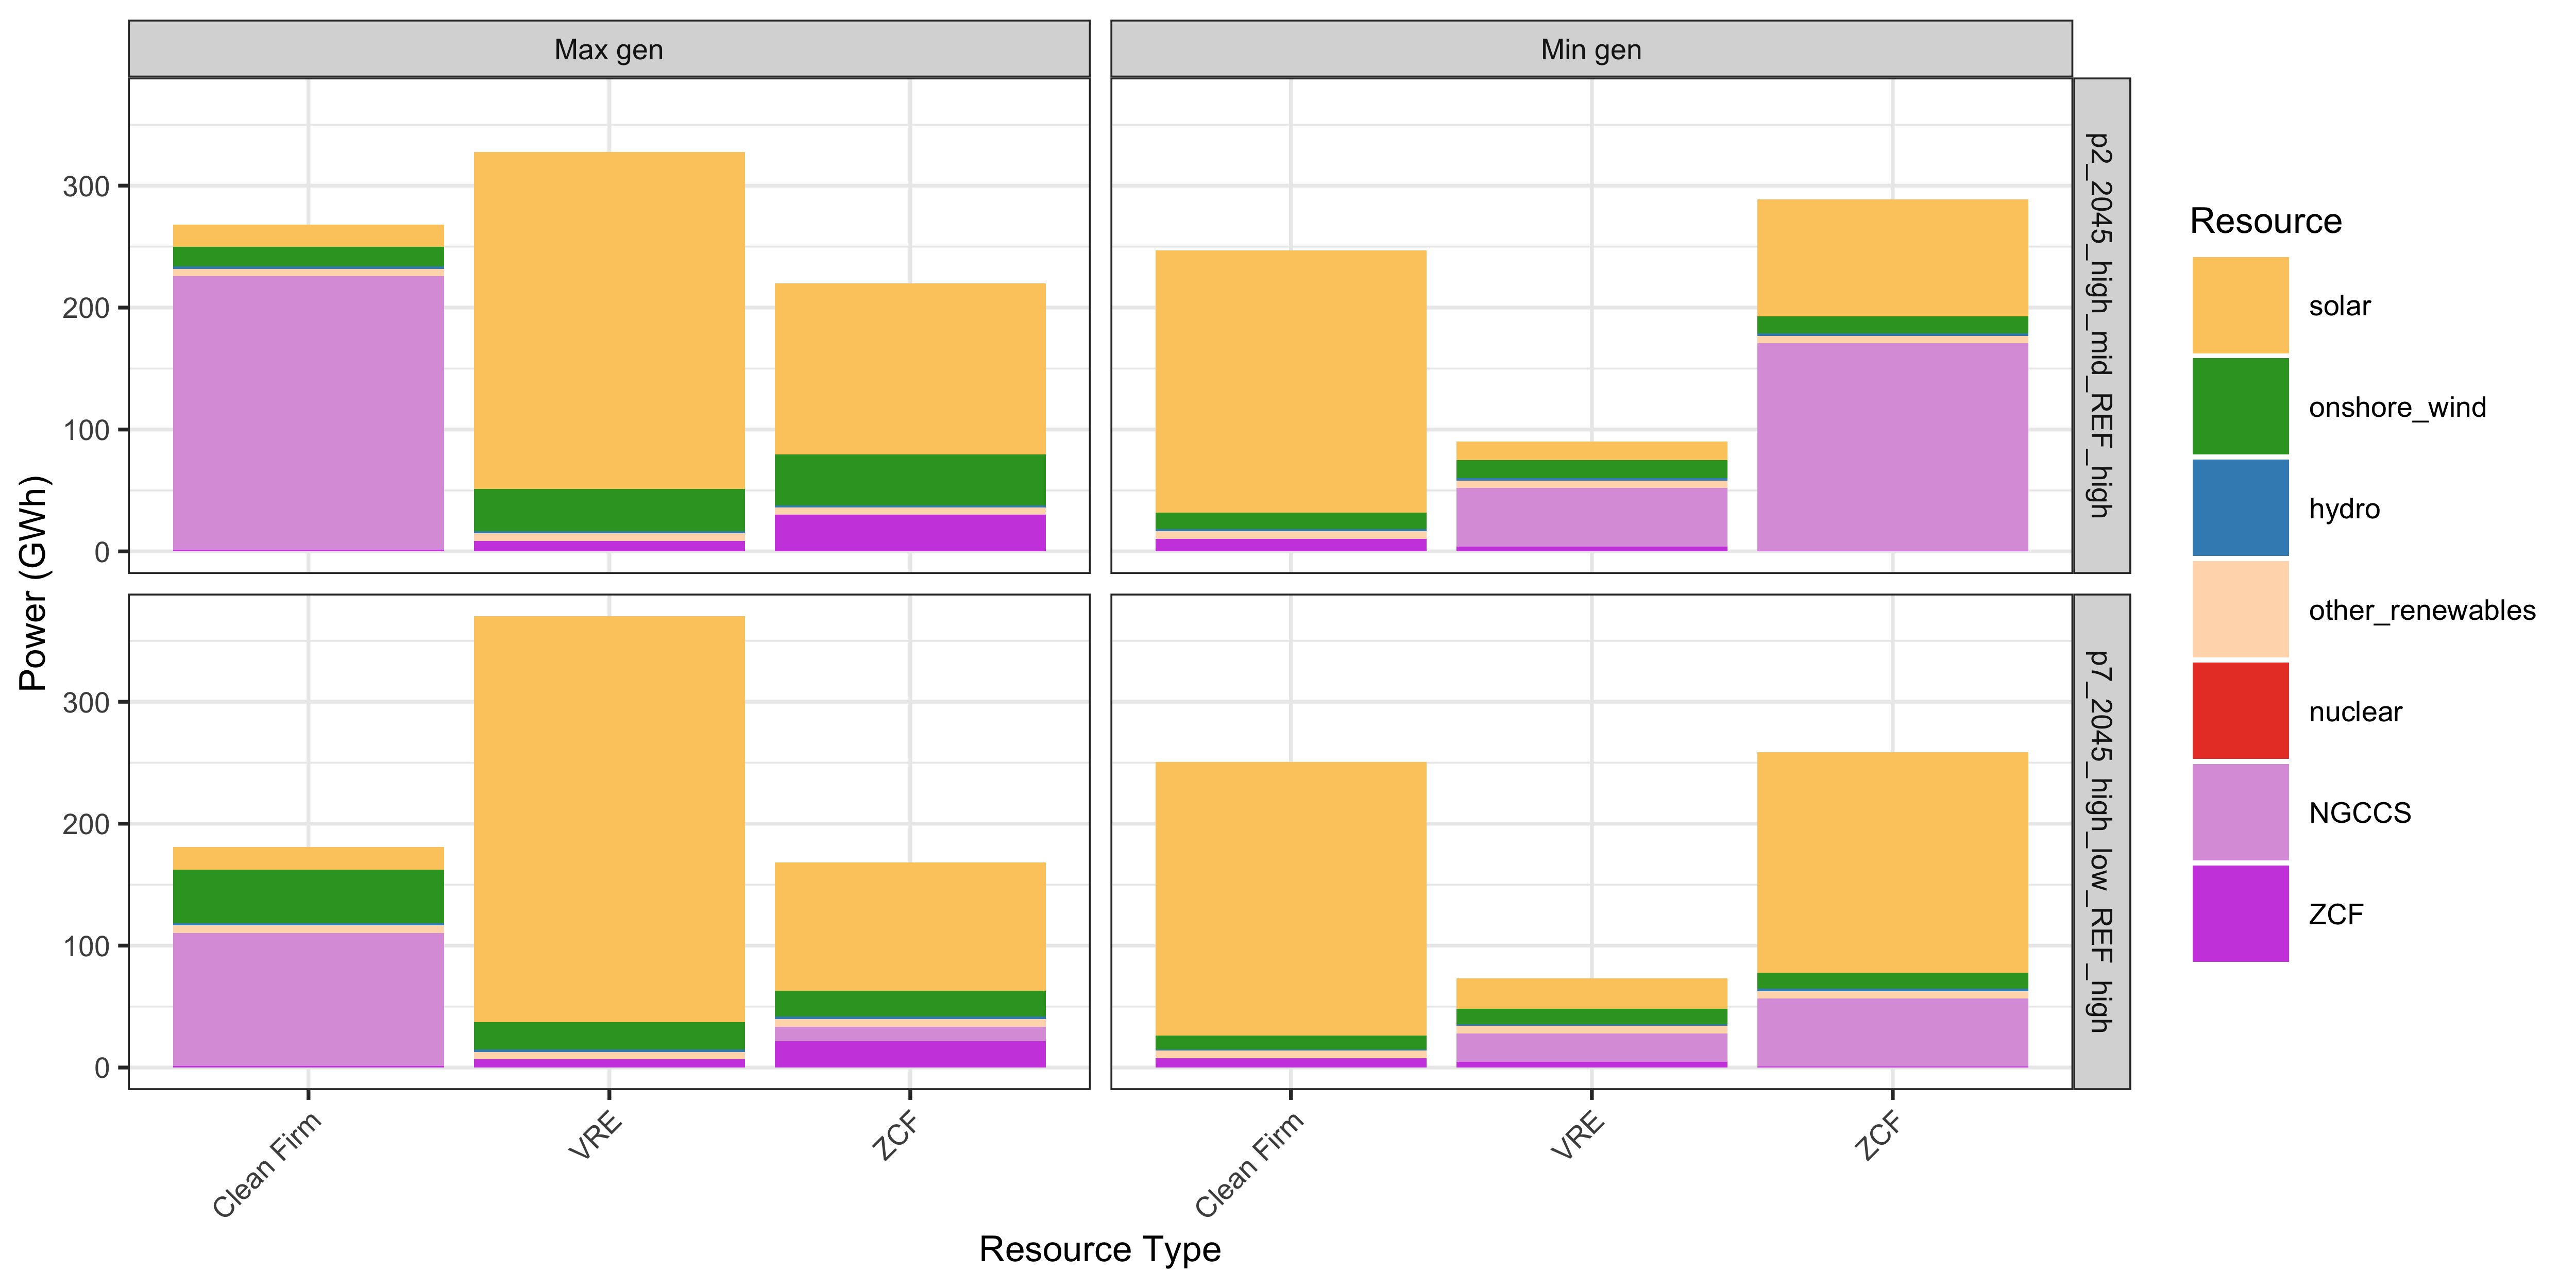 Max gen
Min gen
300
200
100
0
p2_2045_high_mid_REF_high
300
200
100
0
p7_2045_high_low_REF_high
Power (GWh)
Clean Firm
VRE
ZCF
Clean Firm
VRE
ZCF
Resource Type
Resource
solar
onshore_wind
hydro
other_renewables
nuclear
NGCCS
ZCF